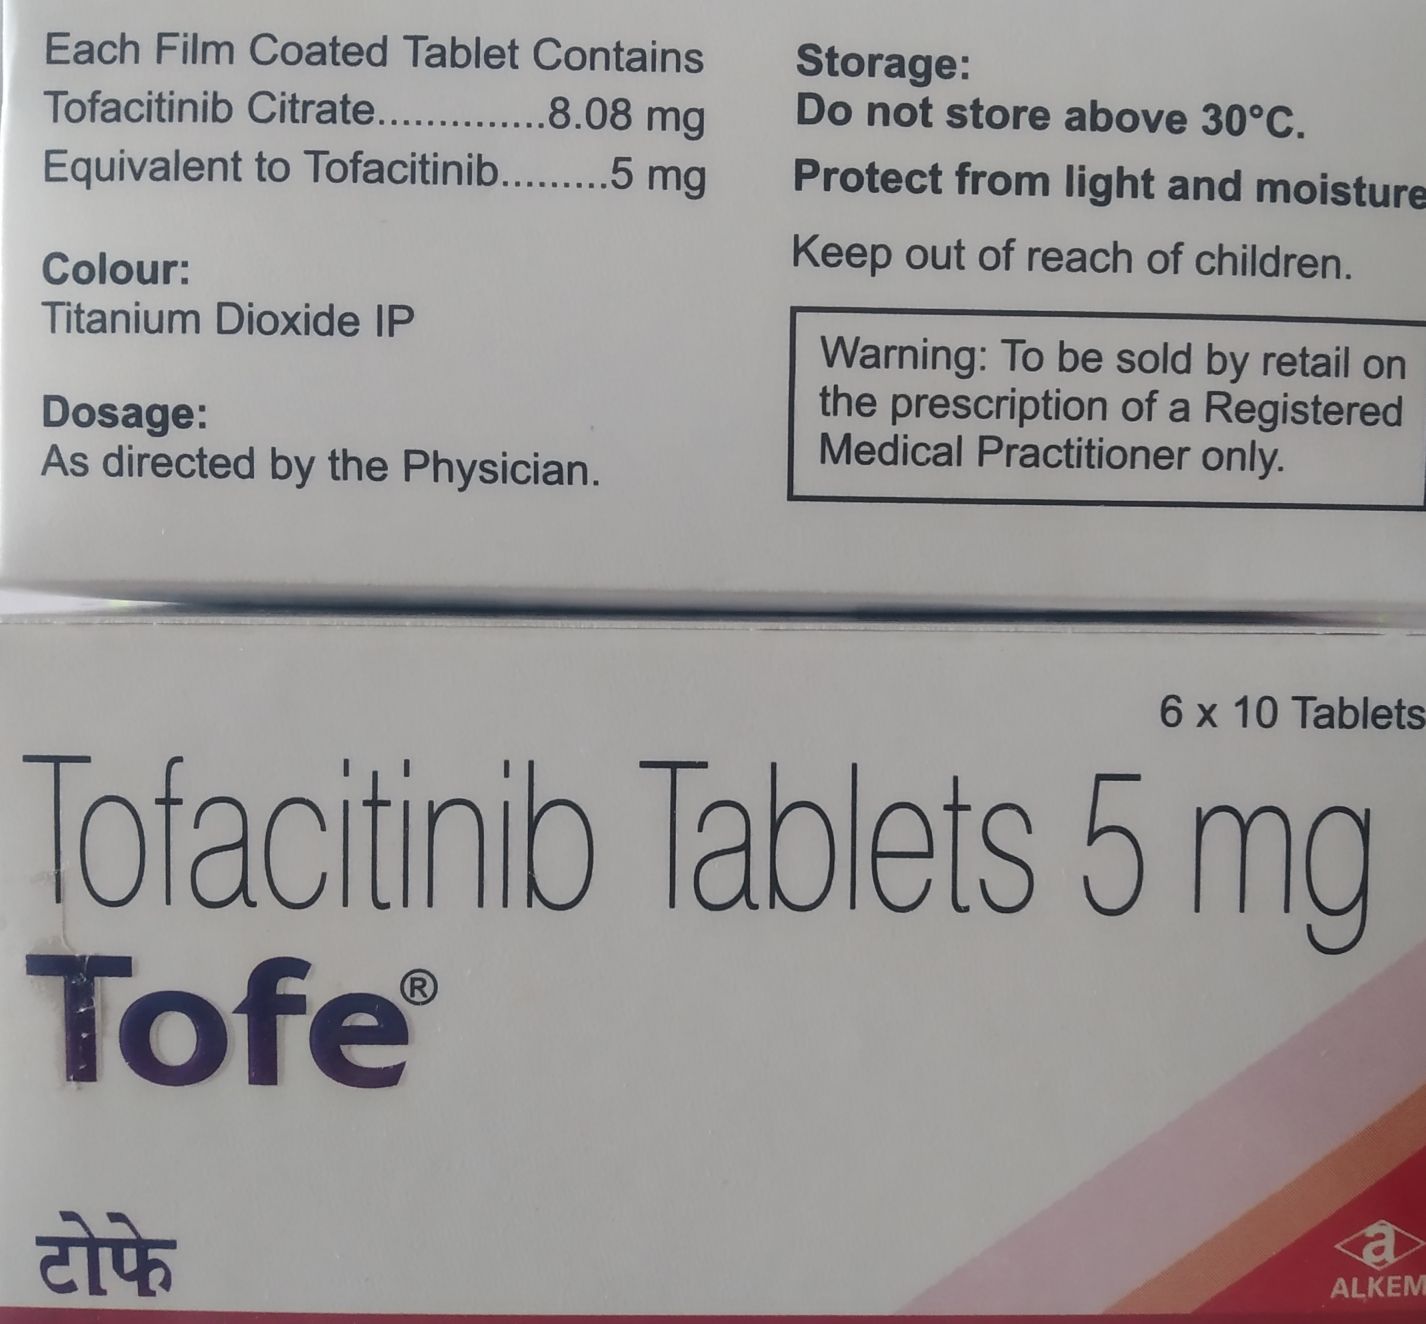 Each Film Coated Tablet Contains
Tofacitinib Citrate..............8.08 mg
Equivalent to Tofacitinib.........5 mg
Colour:
Titanium Dioxide IP
Dosage:
As directed by the Physician.
Storage:
Do not store above 30°C.
Protect from light and moisture
Keep out of reach of children.
Warning: To be sold by retail on
the prescription of a Registered
Medical Practitioner only.
6 x 10 Tablets
Tofacitinib Tablets 5 mg
Tofe®
टोफे
a
ALKEM